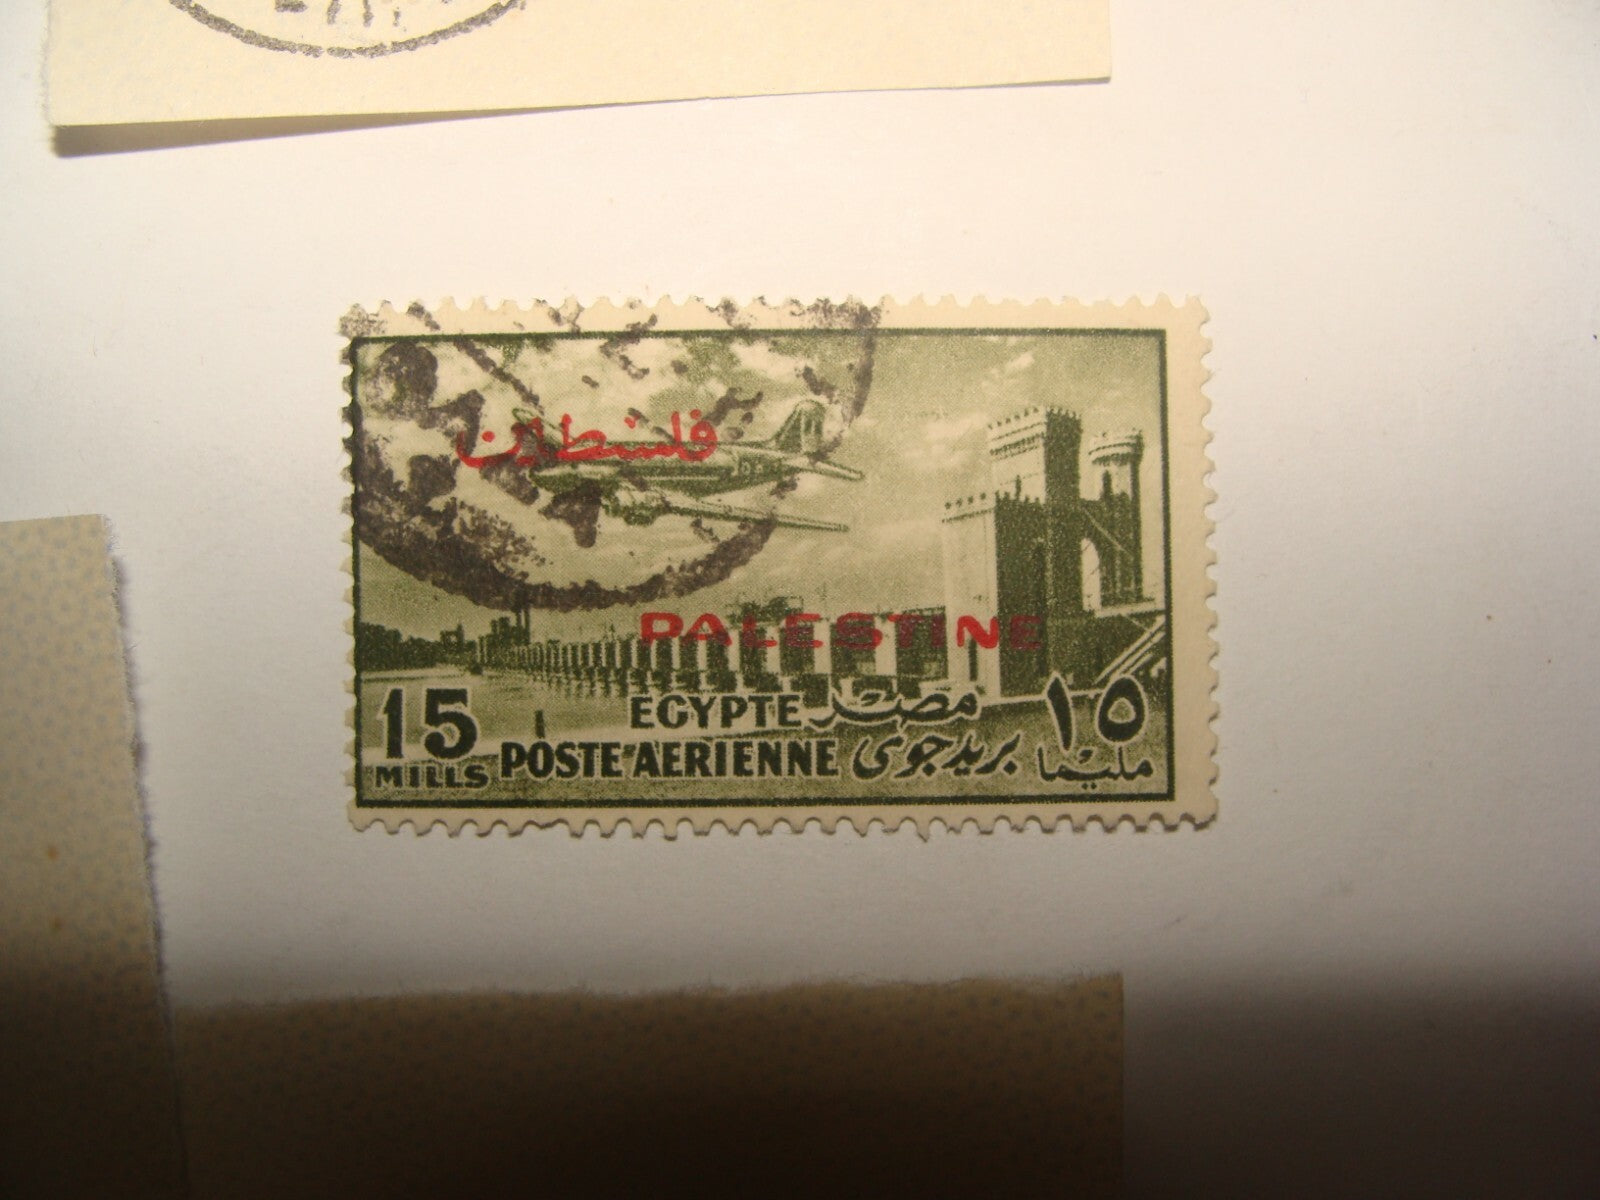 فلسطين
PALESTINE
15 EGYPTE مصر ١٥
MILLS POSTE AERIENNE بريد جوى مليما